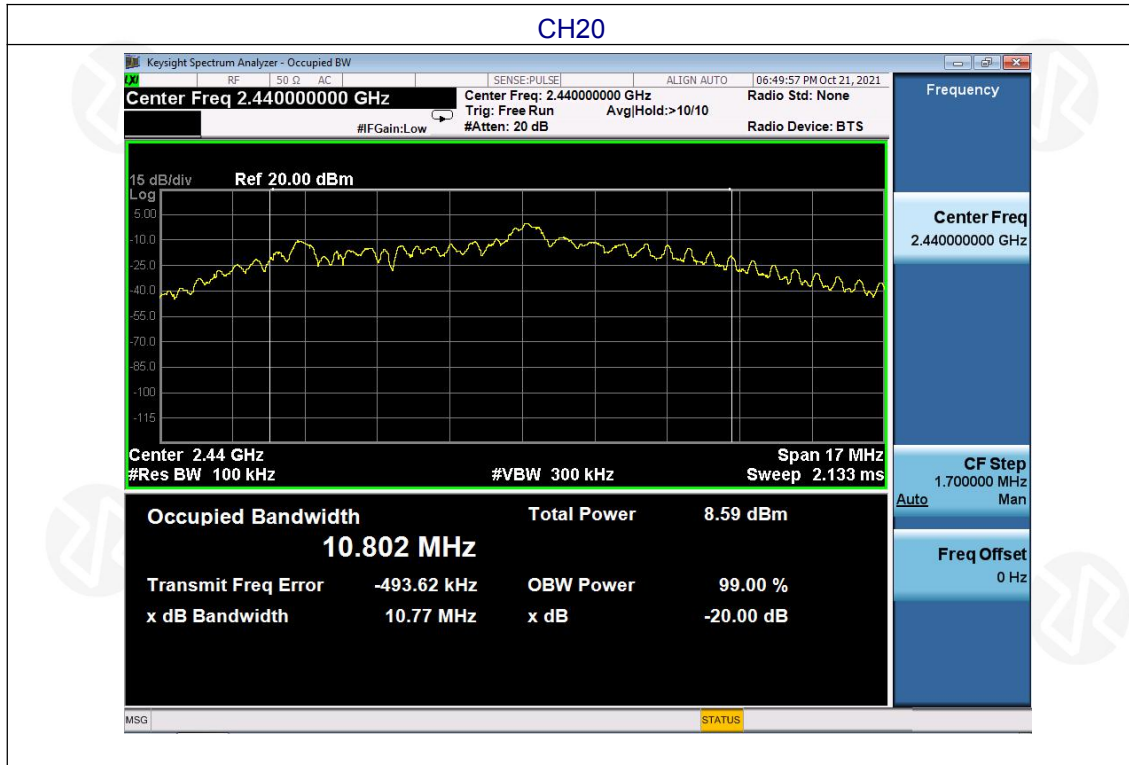 CH20
Keysight Spectrum Analyzer - Occupied BW
LXI RF 50 Ω AC SENSE:PULSE ALIGN AUTO 06:49:57 PM Oct 21, 2021
Center Freq 2.440000000 GHz
Center Freq: 2.440000000 GHz
Radio Std: None
Trig: Free Run Avg|Hold:>10/10
#IFGain:Low #Atten: 20 dB Radio Device: BTS
15 dB/div Ref 20.00 dBm
Log
5.00
-10.0
-25.0
-40.0
-55.0
-70.0
-85.0
-100
-115
Center 2.44 GHz Span 17 MHz
#Res BW 100 kHz #VBW 300 kHz Sweep 2.133 ms
Occupied Bandwidth Total Power 8.59 dBm
10.802 MHz
Transmit Freq Error -493.62 kHz OBW Power 99.00 %
x dB Bandwidth 10.77 MHz x dB -20.00 dB
Frequency
Center Freq
2.440000000 GHz
CF Step
1.700000 MHz
Auto Man
Freq Offset
0 Hz
MSG STATUS